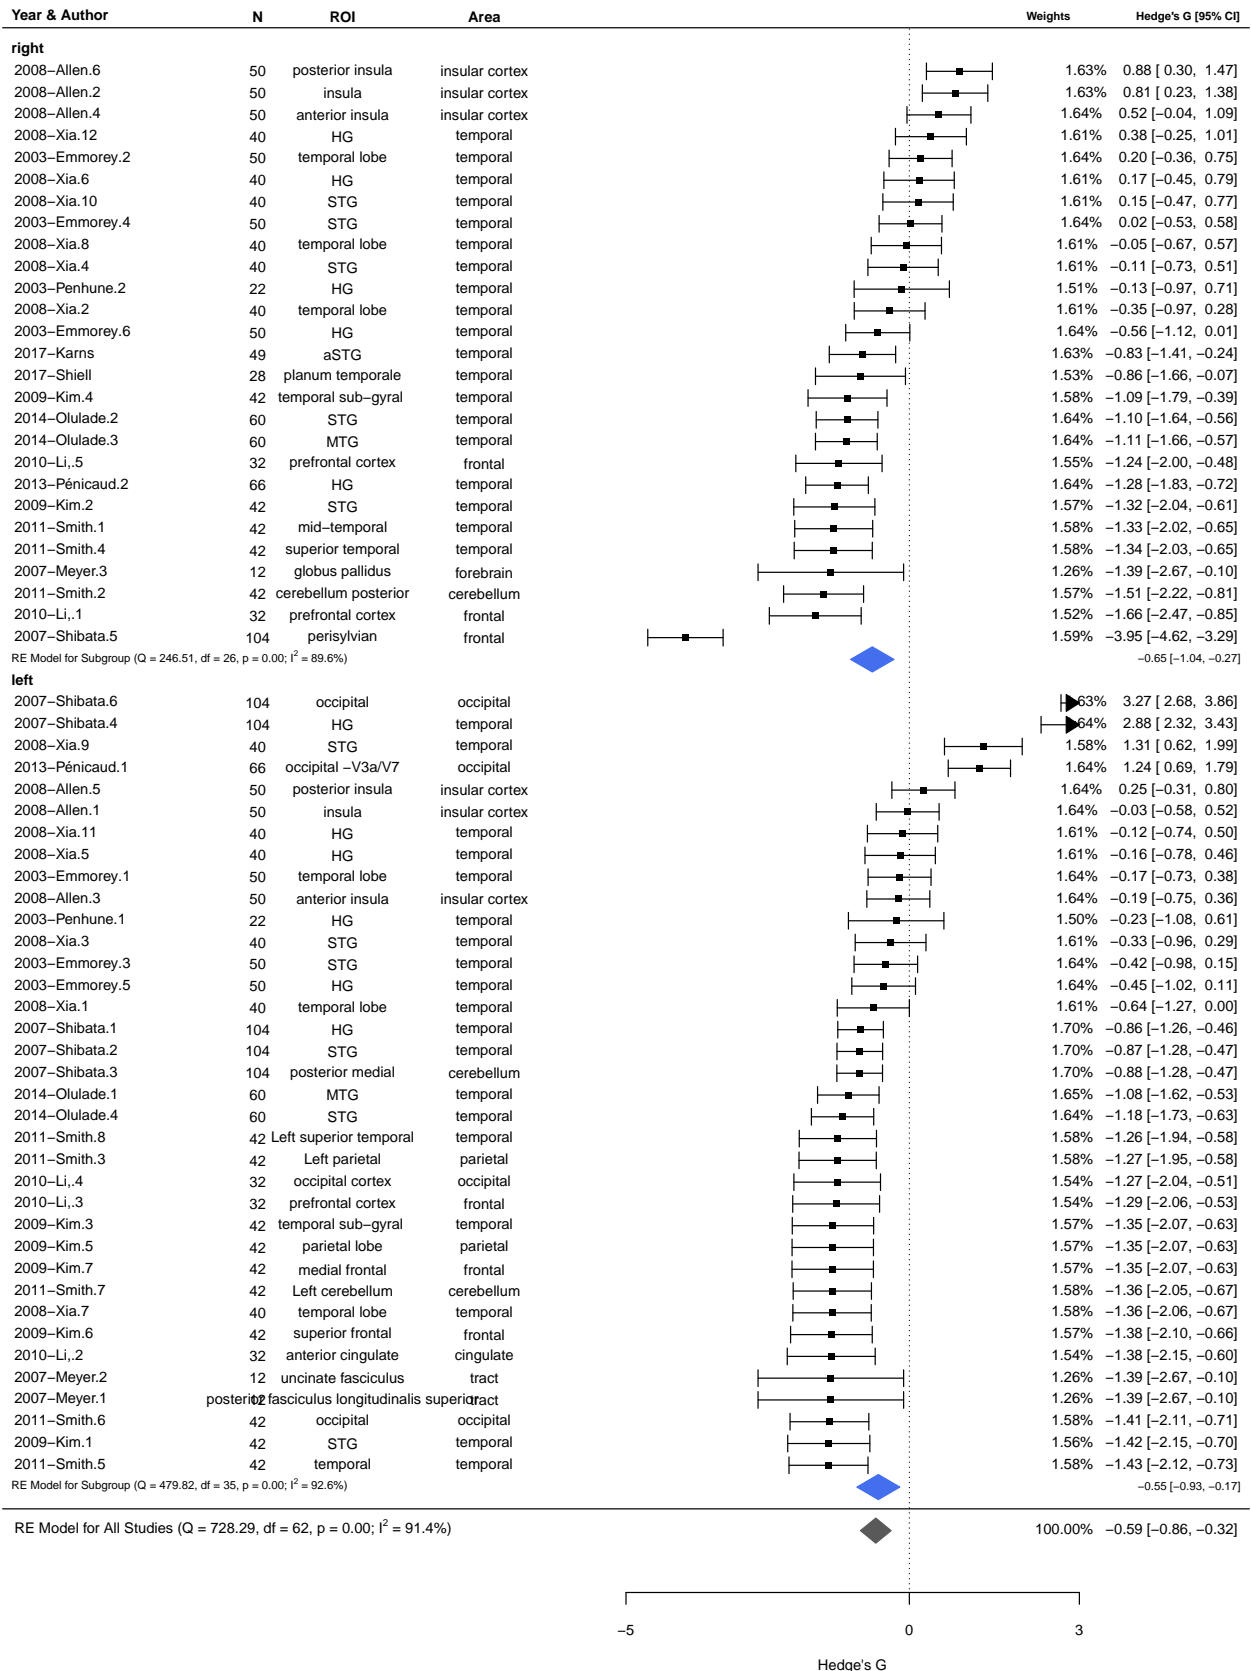 Year & Author N ROI Area Weights Hedge's G [95% CI]
right
2008−Allen.6 50 posterior insula insular cortex 1.63% 0.88 [ 0.30, 1.47]
2008−Allen.2 50 insula insular cortex 1.63% 0.81 [ 0.23, 1.38]
2008−Allen.4 50 anterior insula insular cortex 1.64% 0.52 [−0.04, 1.09]
2008−Xia.12 40 HG temporal 1.61% 0.38 [−0.25, 1.01]
2003−Emmorey.2 50 temporal lobe temporal 1.64% 0.20 [−0.36, 0.75]
2008−Xia.6 40 HG temporal 1.61% 0.17 [−0.45, 0.79]
2008−Xia.10 40 STG temporal 1.61% 0.15 [−0.47, 0.77]
2003−Emmorey.4 50 STG temporal 1.64% 0.02 [−0.53, 0.58]
2008−Xia.8 40 temporal lobe temporal 1.61% −0.05 [−0.67, 0.57]
2008−Xia.4 40 STG temporal 1.61% −0.11 [−0.73, 0.51]
2003−Penhune.2 22 HG temporal 1.51% −0.13 [−0.97, 0.71]
2008−Xia.2 40 temporal lobe temporal 1.61% −0.35 [−0.97, 0.28]
2003−Emmorey.6 50 HG temporal 1.64% −0.56 [−1.12, 0.01]
2017−Karns 49 aSTG temporal 1.63% −0.83 [−1.41, −0.24]
2017−Shiell 28 planum temporale temporal 1.53% −0.86 [−1.66, −0.07]
2009−Kim.4 42 temporal sub−gyral temporal 1.58% −1.09 [−1.79, −0.39]
2014−Olulade.2 60 STG temporal 1.64% −1.10 [−1.64, −0.56]
2014−Olulade.3 60 MTG temporal 1.64% −1.11 [−1.66, −0.57]
2010−Li,.5 32 prefrontal cortex frontal 1.55% −1.24 [−2.00, −0.48]
2013−Pénicaud.2 66 HG temporal 1.64% −1.28 [−1.83, −0.72]
2009−Kim.2 42 STG temporal 1.57% −1.32 [−2.04, −0.61]
2011−Smith.1 42 mid−temporal temporal 1.58% −1.33 [−2.02, −0.65]
2011−Smith.4 42 superior temporal temporal 1.58% −1.34 [−2.03, −0.65]
2007−Meyer.3 12 globus pallidus forebrain 1.26% −1.39 [−2.67, −0.10]
2011−Smith.2 42 cerebellum posterior cerebellum 1.57% −1.51 [−2.22, −0.81]
2010−Li,.1 32 prefrontal cortex frontal 1.52% −1.66 [−2.47, −0.85]
2007−Shibata.5 104 perisylvian frontal 1.59% −3.95 [−4.62, −3.29]
RE Model for Subgroup (Q = 246.51, df = 26, p = 0.00; I² = 89.6%) −0.65 [−1.04, −0.27]
left
2007−Shibata.6 104 occipital occipital 63% 3.27 [ 2.68, 3.86]
2007−Shibata.4 104 HG temporal 64% 2.88 [ 2.32, 3.43]
2008−Xia.9 40 STG temporal 1.58% 1.31 [ 0.62, 1.99]
2013−Pénicaud.1 66 occipital −V3a/V7 occipital 1.64% 1.24 [ 0.69, 1.79]
2008−Allen.5 50 posterior insula insular cortex 1.64% 0.25 [−0.31, 0.80]
2008−Allen.1 50 insula insular cortex 1.64% −0.03 [−0.58, 0.52]
2008−Xia.11 40 HG temporal 1.61% −0.12 [−0.74, 0.50]
2008−Xia.5 40 HG temporal 1.61% −0.16 [−0.78, 0.46]
2003−Emmorey.1 50 temporal lobe temporal 1.64% −0.17 [−0.73, 0.38]
2008−Allen.3 50 anterior insula insular cortex 1.64% −0.19 [−0.75, 0.36]
2003−Penhune.1 22 HG temporal 1.50% −0.23 [−1.08, 0.61]
2008−Xia.3 40 STG temporal 1.61% −0.33 [−0.96, 0.29]
2003−Emmorey.3 50 STG temporal 1.64% −0.42 [−0.98, 0.15]
2003−Emmorey.5 50 HG temporal 1.64% −0.45 [−1.02, 0.11]
2008−Xia.1 40 temporal lobe temporal 1.61% −0.64 [−1.27, 0.00]
2007−Shibata.1 104 HG temporal 1.70% −0.86 [−1.26, −0.46]
2007−Shibata.2 104 STG temporal 1.70% −0.87 [−1.28, −0.47]
2007−Shibata.3 104 posterior medial cerebellum 1.70% −0.88 [−1.28, −0.47]
2014−Olulade.1 60 MTG temporal 1.65% −1.08 [−1.62, −0.53]
2014−Olulade.4 60 STG temporal 1.64% −1.18 [−1.73, −0.63]
2011−Smith.8 42 Left superior temporal temporal 1.58% −1.26 [−1.94, −0.58]
2011−Smith.3 42 Left parietal parietal 1.58% −1.27 [−1.95, −0.58]
2010−Li,.4 32 occipital cortex occipital 1.54% −1.27 [−2.04, −0.51]
2010−Li,.3 32 prefrontal cortex frontal 1.54% −1.29 [−2.06, −0.53]
2009−Kim.3 42 temporal sub−gyral temporal 1.57% −1.35 [−2.07, −0.63]
2009−Kim.5 42 parietal lobe parietal 1.57% −1.35 [−2.07, −0.63]
2009−Kim.7 42 medial frontal frontal 1.57% −1.35 [−2.07, −0.63]
2011−Smith.7 42 Left cerebellum cerebellum 1.58% −1.36 [−2.05, −0.67]
2008−Xia.7 40 temporal lobe temporal 1.58% −1.36 [−2.06, −0.67]
2009−Kim.6 42 superior frontal frontal 1.57% −1.38 [−2.10, −0.66]
2010−Li,.2 32 anterior cingulate cingulate 1.54% −1.38 [−2.15, −0.60]
2007−Meyer.2 12 uncinate fasciculus tract 1.26% −1.39 [−2.67, −0.10]
2007−Meyer.1 12 posterior fasciculus longitudinalis superior tract 1.26% −1.39 [−2.67, −0.10]
2011−Smith.6 42 occipital occipital 1.58% −1.41 [−2.11, −0.71]
2009−Kim.1 42 STG temporal 1.56% −1.42 [−2.15, −0.70]
2011−Smith.5 42 temporal temporal 1.58% −1.43 [−2.12, −0.73]
RE Model for Subgroup (Q = 479.82, df = 35, p = 0.00; I² = 92.6%) −0.55 [−0.93, −0.17]
RE Model for All Studies (Q = 728.29, df = 62, p = 0.00; I² = 91.4%) 100.00% −0.59 [−0.86, −0.32]
−5 0 3
Hedge's G